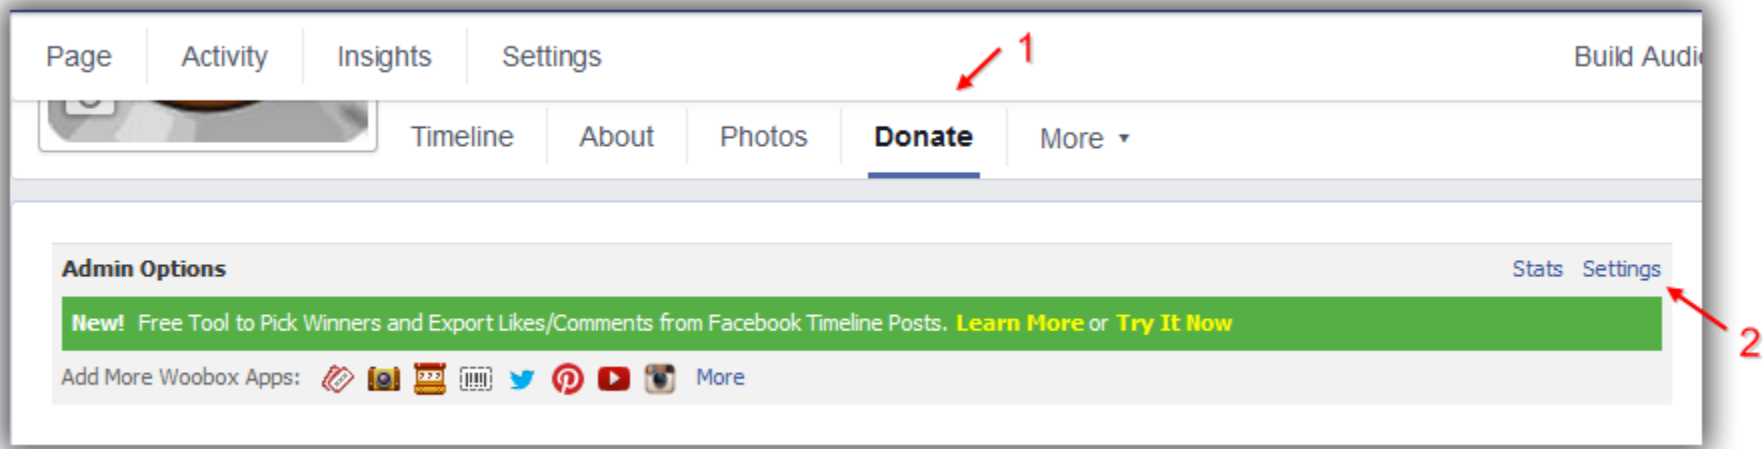 Page Activity Insights Settings Build Audi
1
Timeline About Photos Donate More
Admin Options Stats Settings
New! Free Tool to Pick Winners and Export Likes/Comments from Facebook Timeline Posts. Learn More or Try It Now
2
Add More Woobox Apps: More